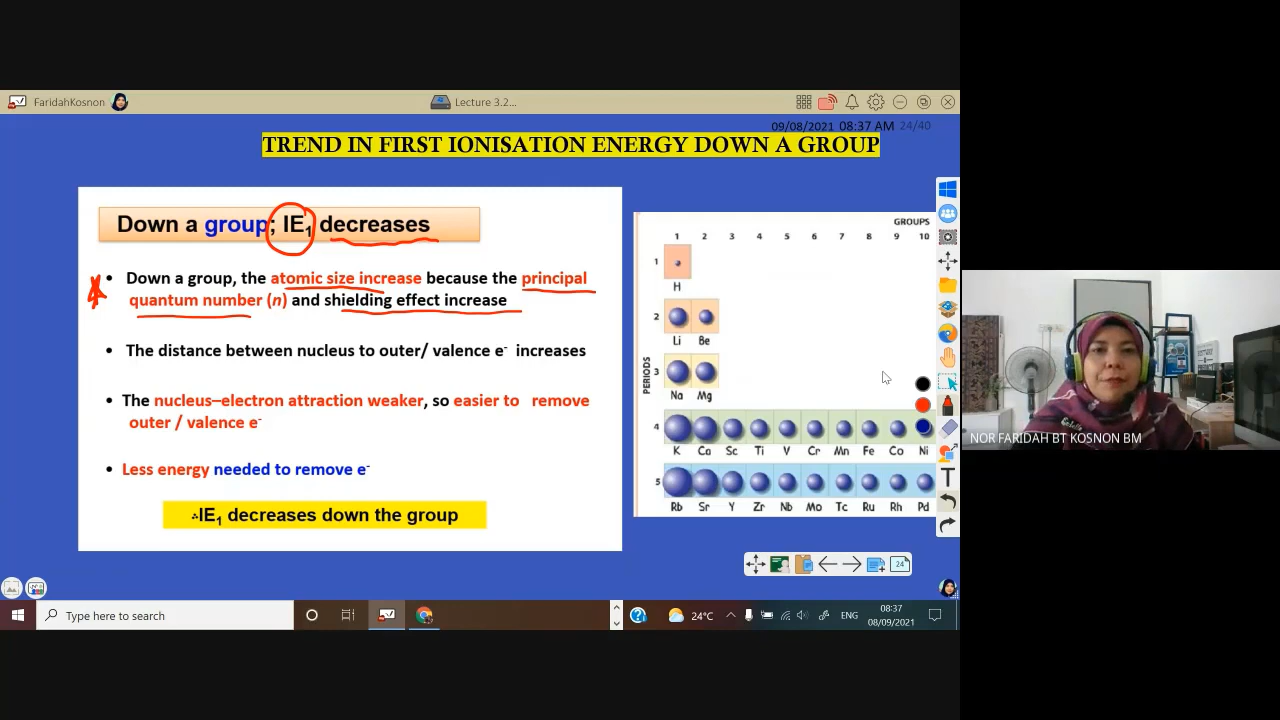 FaridahKosnon
Lecture 3.2...
09/08/2021 08:37 AM 24/40
TREND IN FIRST IONISATION ENERGY DOWN A GROUP
Down a group; IE1 decreases
• Down a group, the atomic size increase because the principal
quantum number (n) and shielding effect increase
• The distance between nucleus to outer/ valence e- increases
• The nucleus–electron attraction weaker, so easier to remove
outer / valence e-
• Less energy needed to remove e-
∴IE1 decreases down the group
GROUPS
1 2 3 4 5 6 7 8 9 10
PERIODS
1
H
2
Li Be
3
Na Mg
4
K Ca Sc Ti V Cr Mn Fe Co Ni
5
Rb Sr Y Zr Nb Mo Tc Ru Rh Pd
T
24
NOR FARIDAH BT KOSNON BM
Type here to search
24°C
ENG
08:37
08/09/2021